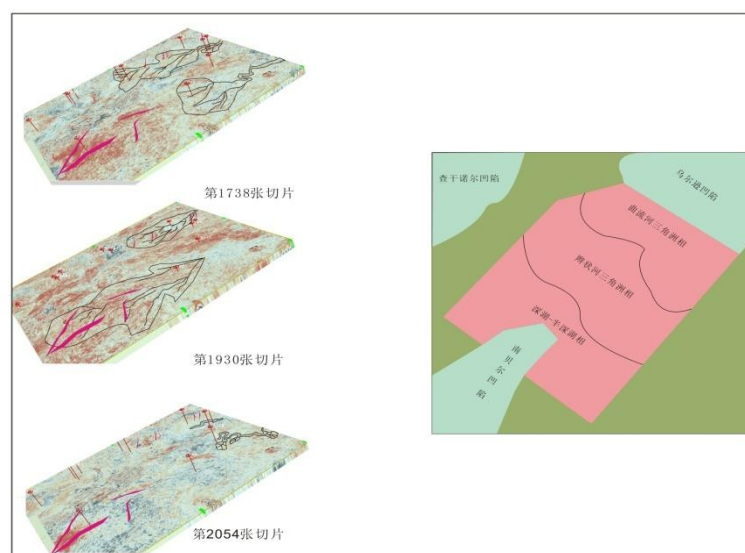 第1738张切片
第1930张切片
第2054张切片
查干诺尔凹陷
乌尔逊凹陷
曲流河三角洲相
辫状河三角洲相
深湖-半深湖相
南贝尔凹陷